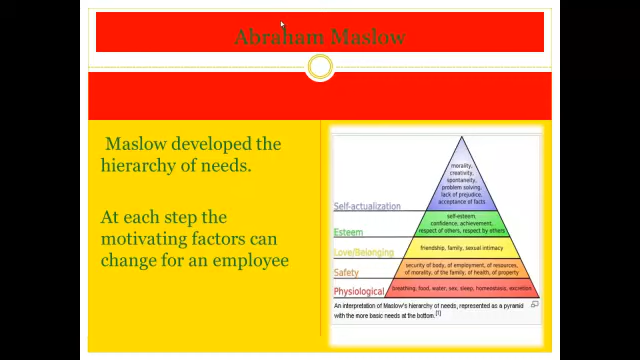 Abraham Maslow
Maslow developed the
hierarchy of needs.
At each step the
motivating factors can
change for an employee
morality,
creativity,
spontaneity,
problem solving,
lack of prejudice,
acceptance of facts
Self-actualization
self-esteem,
confidence, achievement,
respect of others, respect by others
Esteem
friendship, family, sexual intimacy
Love/Belonging
security of body, of employment, of resources,
of morality, of the family, of health, of property
Safety
breathing, food, water, sex, sleep, homeostasis, excretion
Physiological
An interpretation of Maslow's hierarchy of needs, represented as a pyramid
with the more basic needs at the bottom.[1]